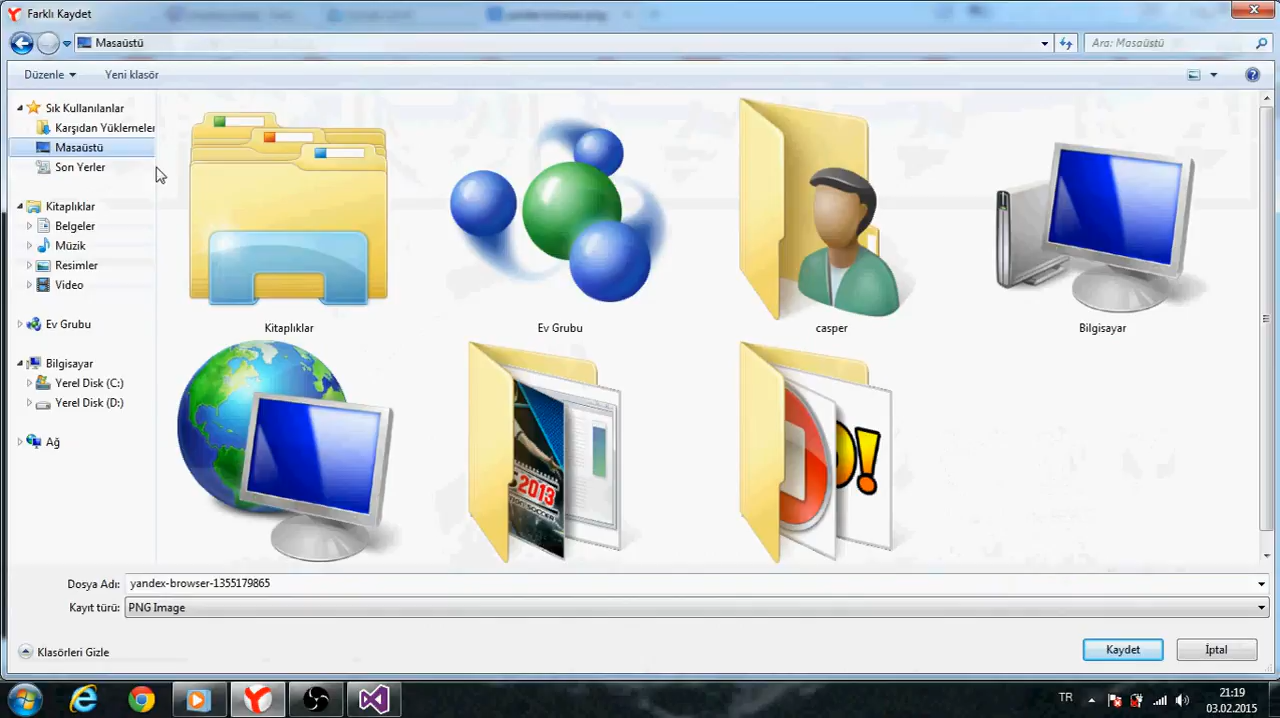 Farklı Kaydet
Masaüstü
Ara: Masaüstü
Düzenle
Yeni klasör
Sık Kullanılanlar
Karşıdan Yüklemeler
Masaüstü
Son Yerler
Kitaplıklar
Belgeler
Müzik
Resimler
Video
Ev Grubu
Bilgisayar
Yerel Disk (C:)
Yerel Disk (D:)
Ağ
Kitaplıklar
Ev Grubu
casper
Bilgisayar
2013
Dosya Adı:
yandex-browser-1355179865
Kayıt türü:
PNG Image
Klasörleri Gizle
Kaydet
İptal
TR
21:19
03.02.2015